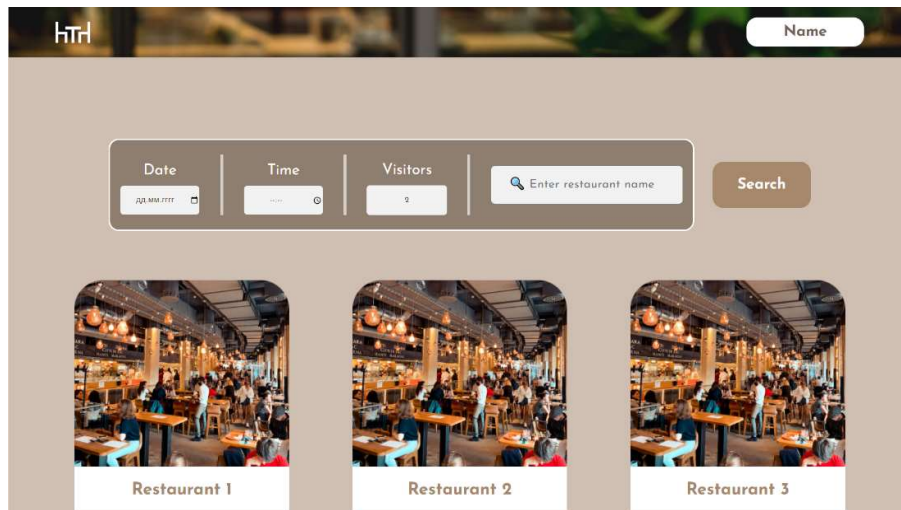 hTH
Name
Date
Time
Visitors
дд.мм.гггг
--:--
2
🔍 Enter restaurant name
Search
Restaurant 1
Restaurant 2
Restaurant 3